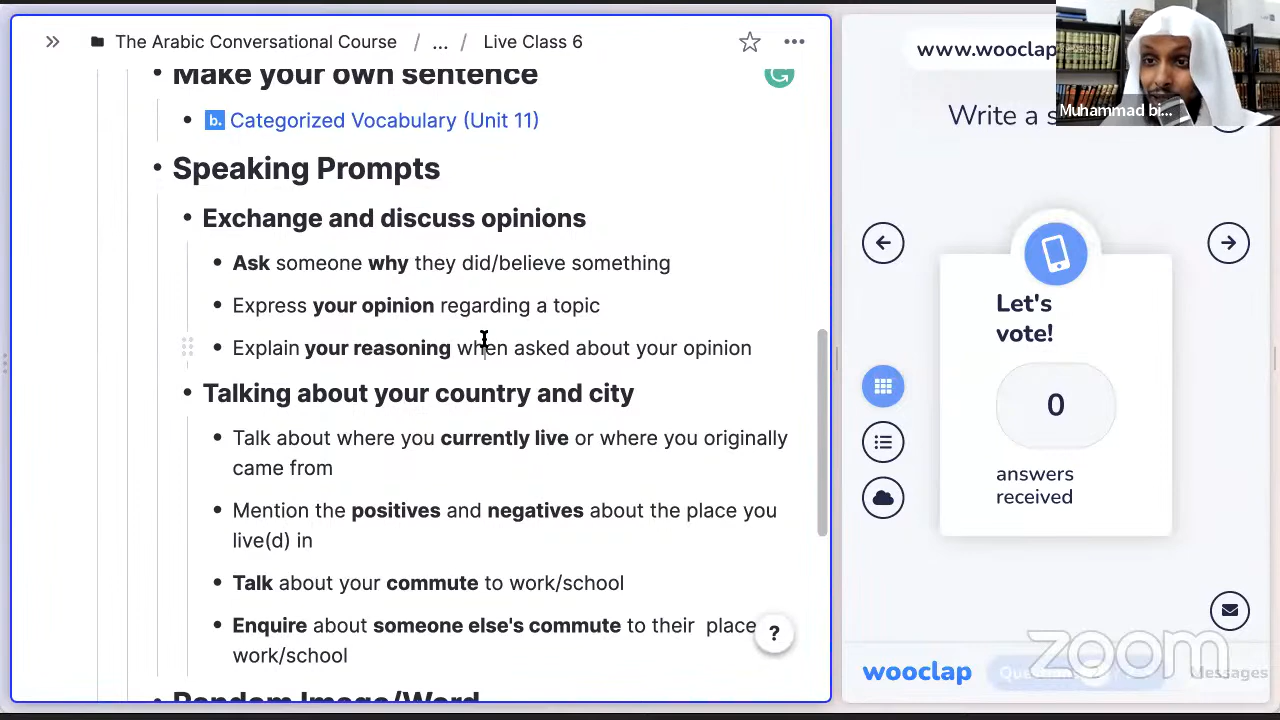 The Arabic Conversational Course / ... / Live Class 6
Make your own sentence
b. Categorized Vocabulary (Unit 11)
Speaking Prompts
Exchange and discuss opinions
Ask someone why they did/believe something
Express your opinion regarding a topic
Explain your reasoning when asked about your opinion
Talking about your country and city
Talk about where you currently live or where you originally
came from
Mention the positives and negatives about the place you
live(d) in
Talk about your commute to work/school
Enquire about someone else's commute to their place
work/school
?
Random Image/Word
www.wooclap
Muhammad bi...
Write a s
Let's
vote!
0
answers
received
wooclap
Messages
zoom